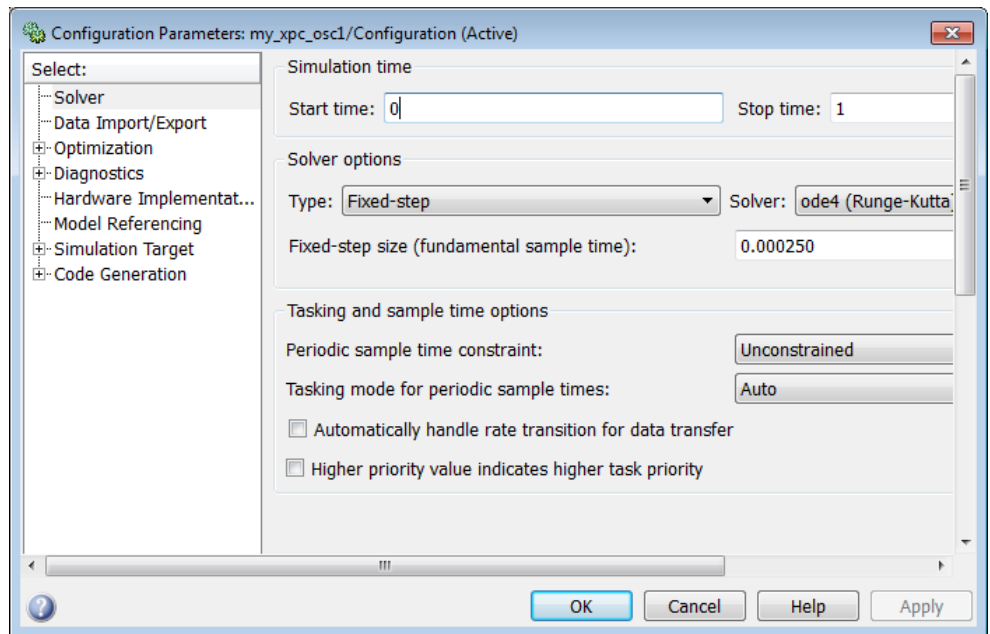 Configuration Parameters: my_xpc_osc1/Configuration (Active)
Select:
Solver
Data Import/Export
Optimization
Diagnostics
Hardware Implementat...
Model Referencing
Simulation Target
Code Generation
Simulation time
Start time: 0 Stop time: 1
Solver options
Type: Fixed-step Solver: ode4 (Runge-Kutta)
Fixed-step size (fundamental sample time): 0.000250
Tasking and sample time options
Periodic sample time constraint: Unconstrained
Tasking mode for periodic sample times: Auto
Automatically handle rate transition for data transfer
Higher priority value indicates higher task priority
OK Cancel Help Apply